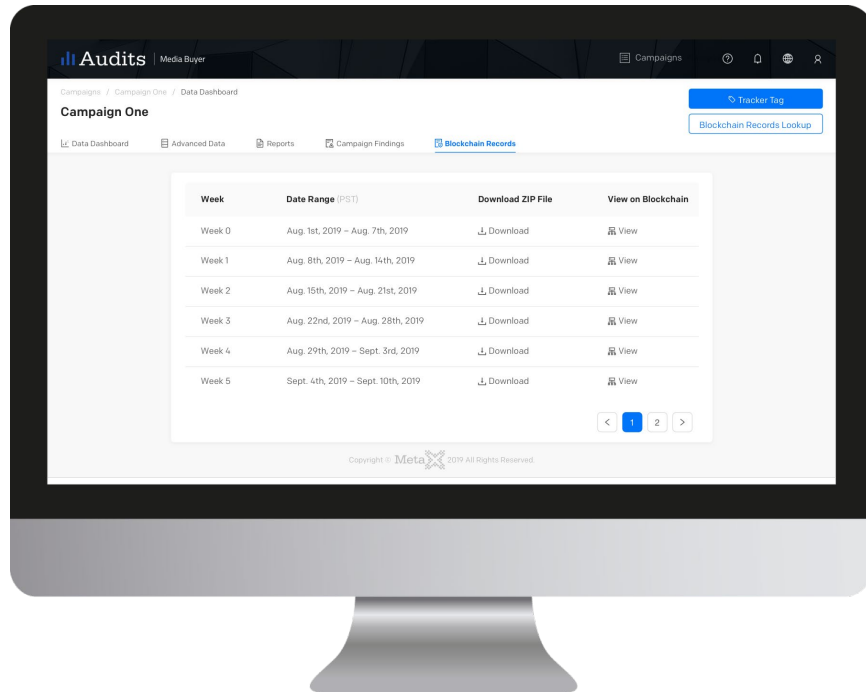 Audits | Media Buyer Campaigns
Campaigns / Campaign One / Data Dashboard
Campaign One
Tracker Tag
Blockchain Records Lookup
Data Dashboard Advanced Data Reports Campaign Findings Blockchain Records
Week Date Range (PST) Download ZIP File View on Blockchain
Week 0 Aug. 1st, 2019 – Aug. 7th, 2019 Download View
Week 1 Aug. 8th, 2019 – Aug. 14th, 2019 Download View
Week 2 Aug. 15th, 2019 – Aug. 21st, 2019 Download View
Week 3 Aug. 22nd, 2019 – Aug. 28th, 2019 Download View
Week 4 Aug. 29th, 2019 – Sept. 3rd, 2019 Download View
Week 5 Sept. 4th, 2019 – Sept. 10th, 2019 Download View
< 1 2 >
Copyright © MetaX 2019 All Rights Reserved.